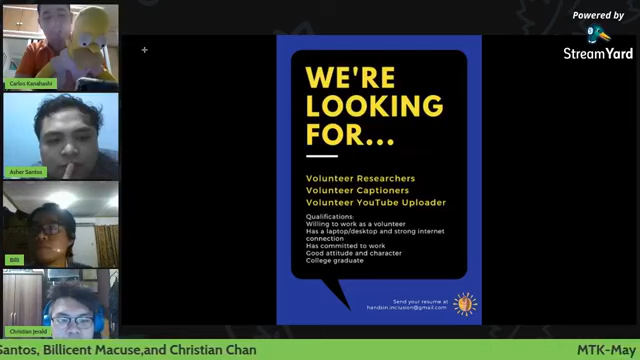 Powered by
StreamYard
Carlos Kanahashi
Asher Santos
Billi
Christian Jerald
WE'RE
LOOKING
FOR...
Volunteer Researchers
Volunteer Captioners
Volunteer YouTube Uploader
Qualifications:
Willing to work as a volunteer
Has a laptop/desktop and strong internet
connection
Has committed to work
Good attitude and character
College graduate
Send your resume at
handsin.inclusion@gmail.com
Santos, Billicent Macuse,and Christian Chan
MTK-May